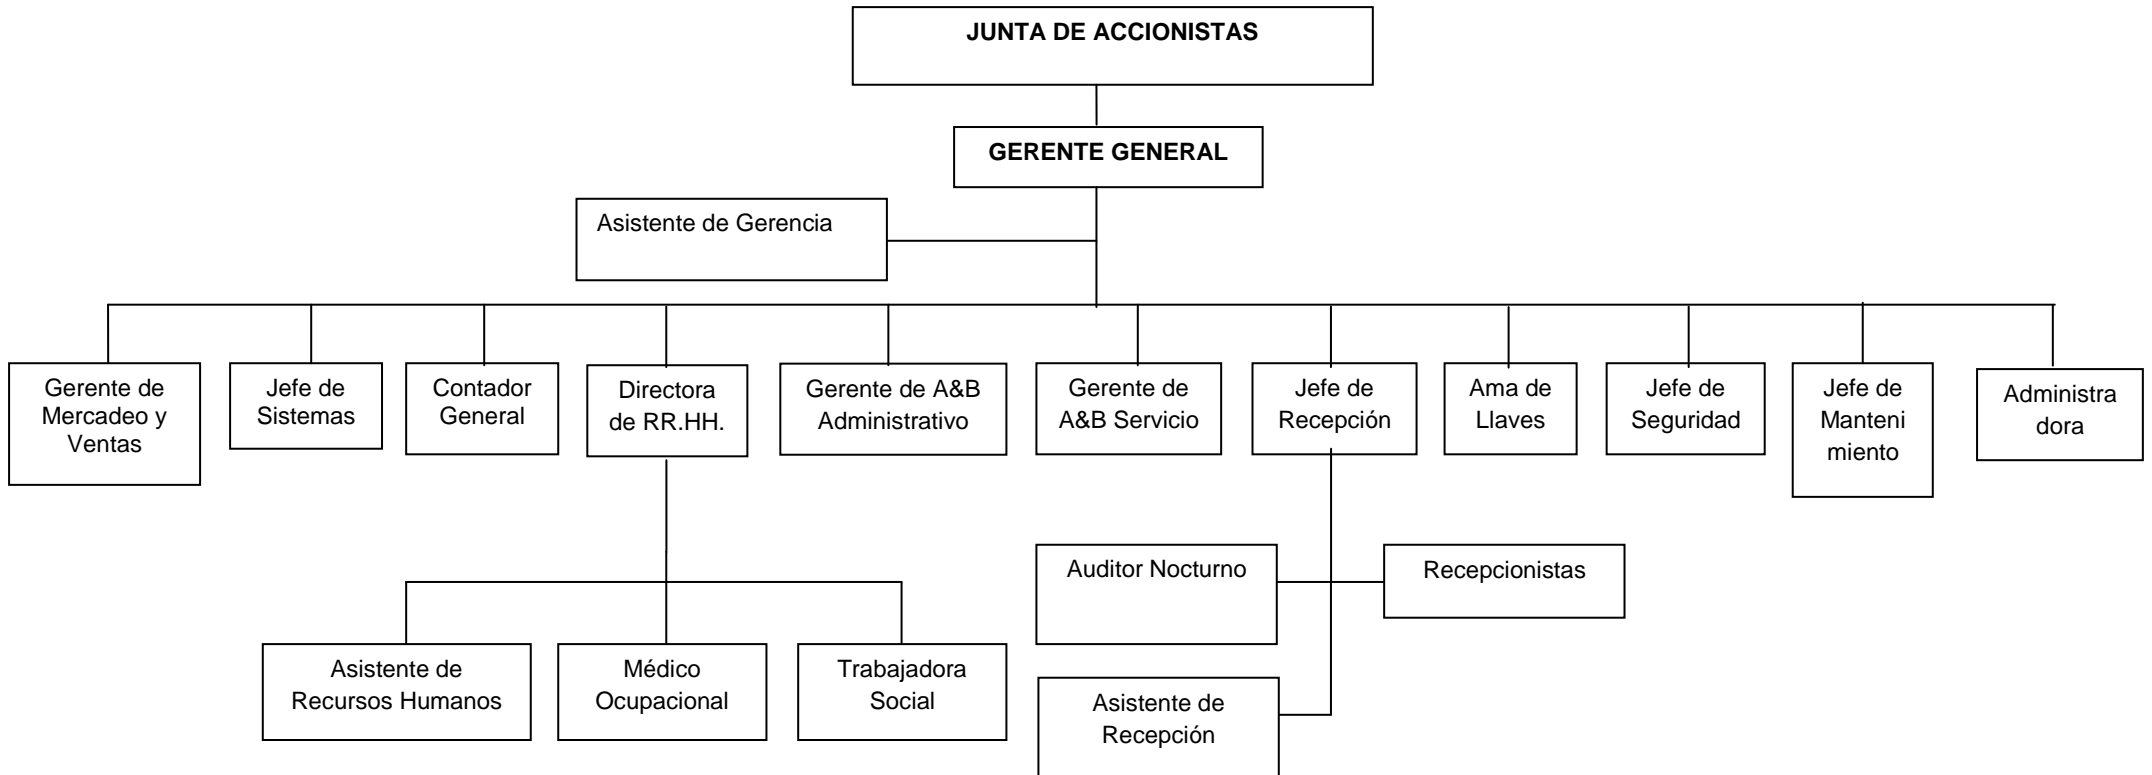 JUNTA DE ACCIONISTAS
GERENTE GENERAL
Asistente de Gerencia
Gerente de
Mercadeo y
Ventas
Jefe de
Sistemas
Contador
General
Directora
de RR.HH.
Gerente de A&B
Administrativo
Gerente de
A&B Servicio
Jefe de
Recepción
Ama de
Llaves
Jefe de
Seguridad
Jefe de
Manteni
miento
Administra
dora
Auditor Nocturno
Recepcionistas
Asistente de
Recursos Humanos
Médico
Ocupacional
Trabajadora
Social
Asistente de
Recepción